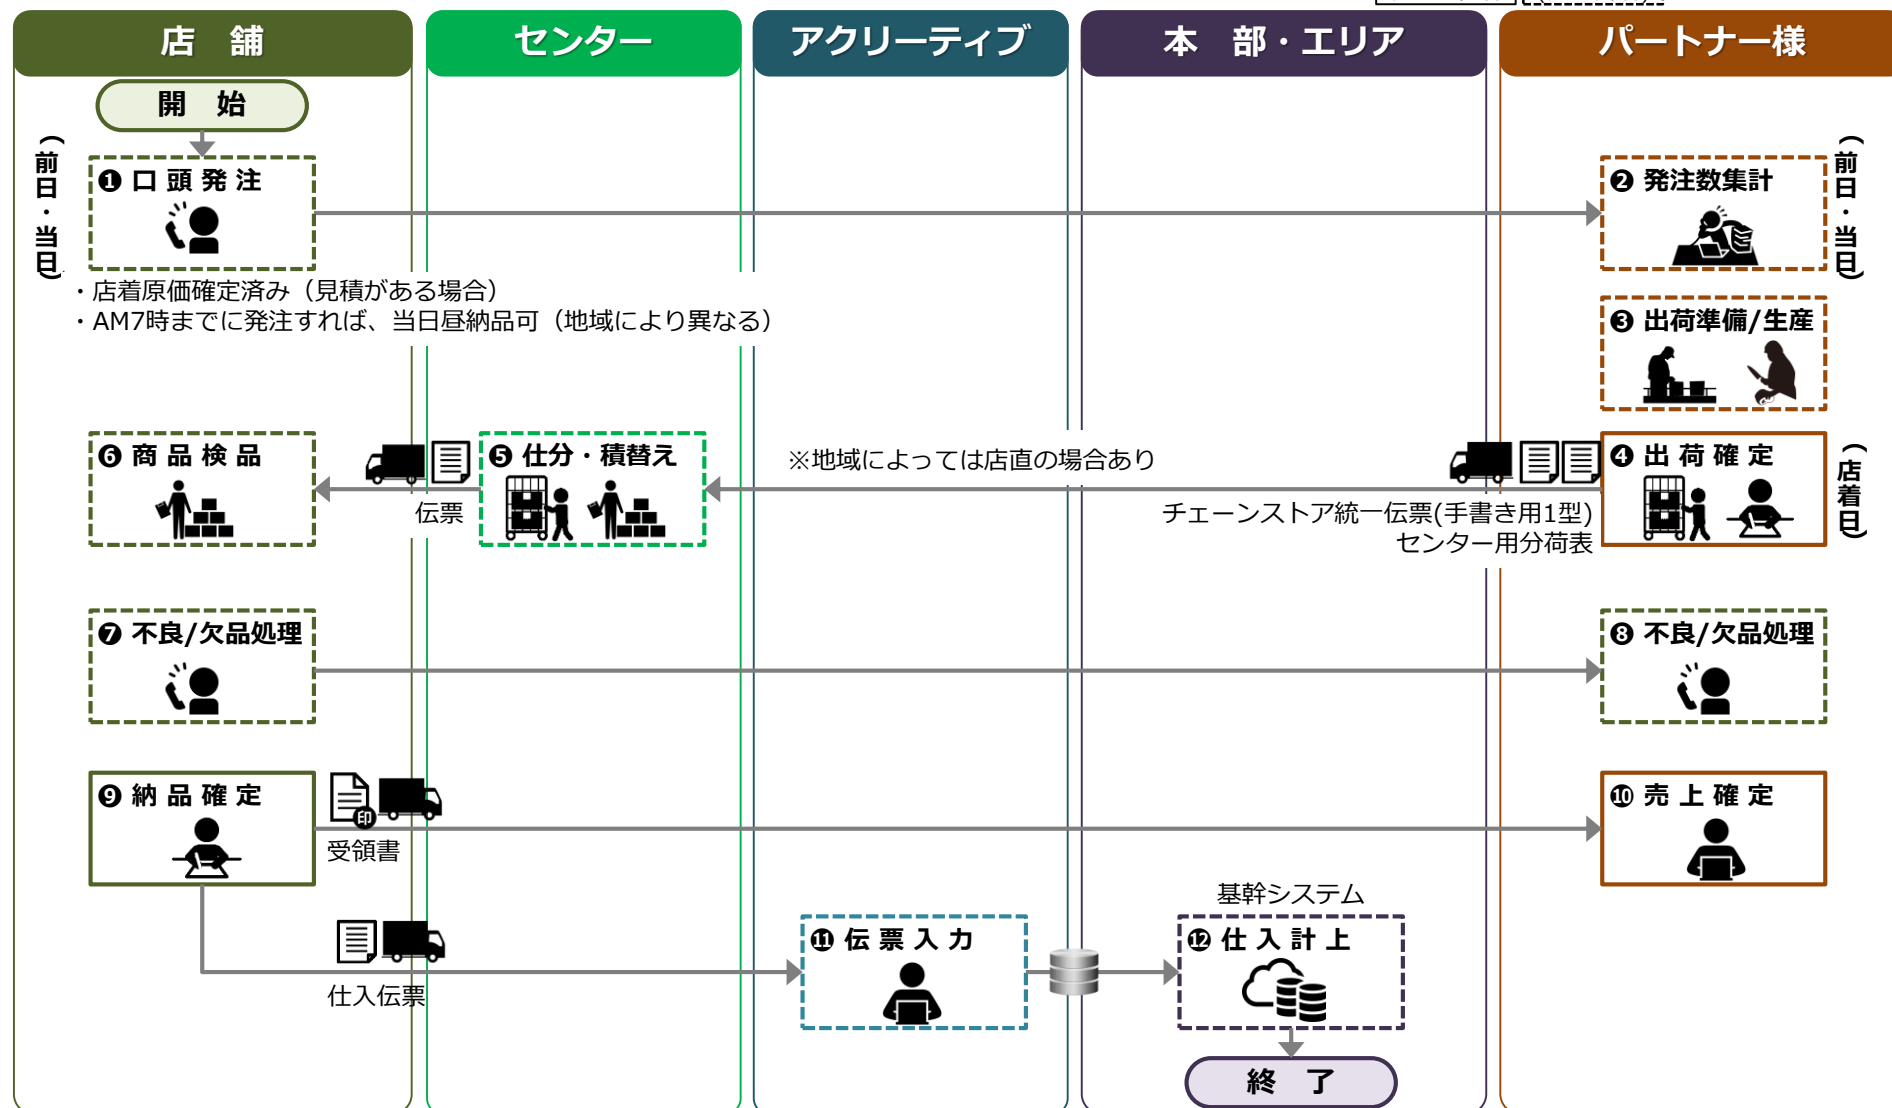 店 舗
センター
アクリーティブ
本 部・エリア
パートナー様
開 始
(前日・当日)
❶ 口 頭 発 注
❷ 発注数集計
(前日・当日)
・店着原価確定済み（見積がある場合）
・AM7時までに発注すれば、当日昼納品可（地域により異なる）
❸ 出荷準備/生産
❻ 商 品 検 品
伝票
❺ 仕分・積替え
※地域によっては店直の場合あり
チェーンストア統一伝票(手書き用1型)
センター用分荷表
❹ 出 荷 確 定
(店着日)
❼ 不良/欠品処理
❽ 不良/欠品処理
❾ 納 品 確 定
印
受領書
❿ 売 上 確 定
仕入伝票
⓫ 伝 票 入 力
基幹システム
⓬ 仕 入 計 上
終 了